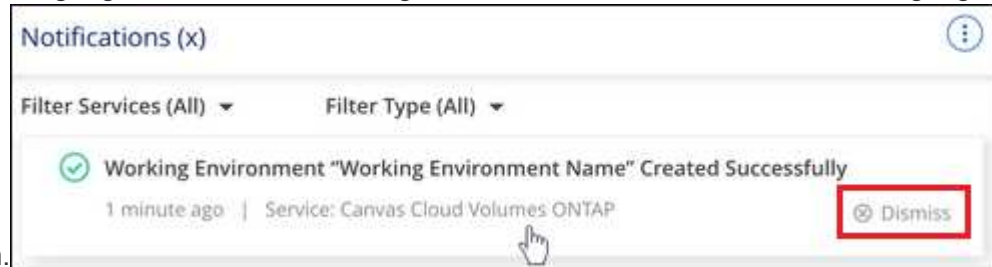 Notifications (x)
Filter Services (All) Filter Type (All)
Working Environment “Working Environment Name” Created Successfully
1 minute ago | Service: Canvas Cloud Volumes ONTAP Dismiss